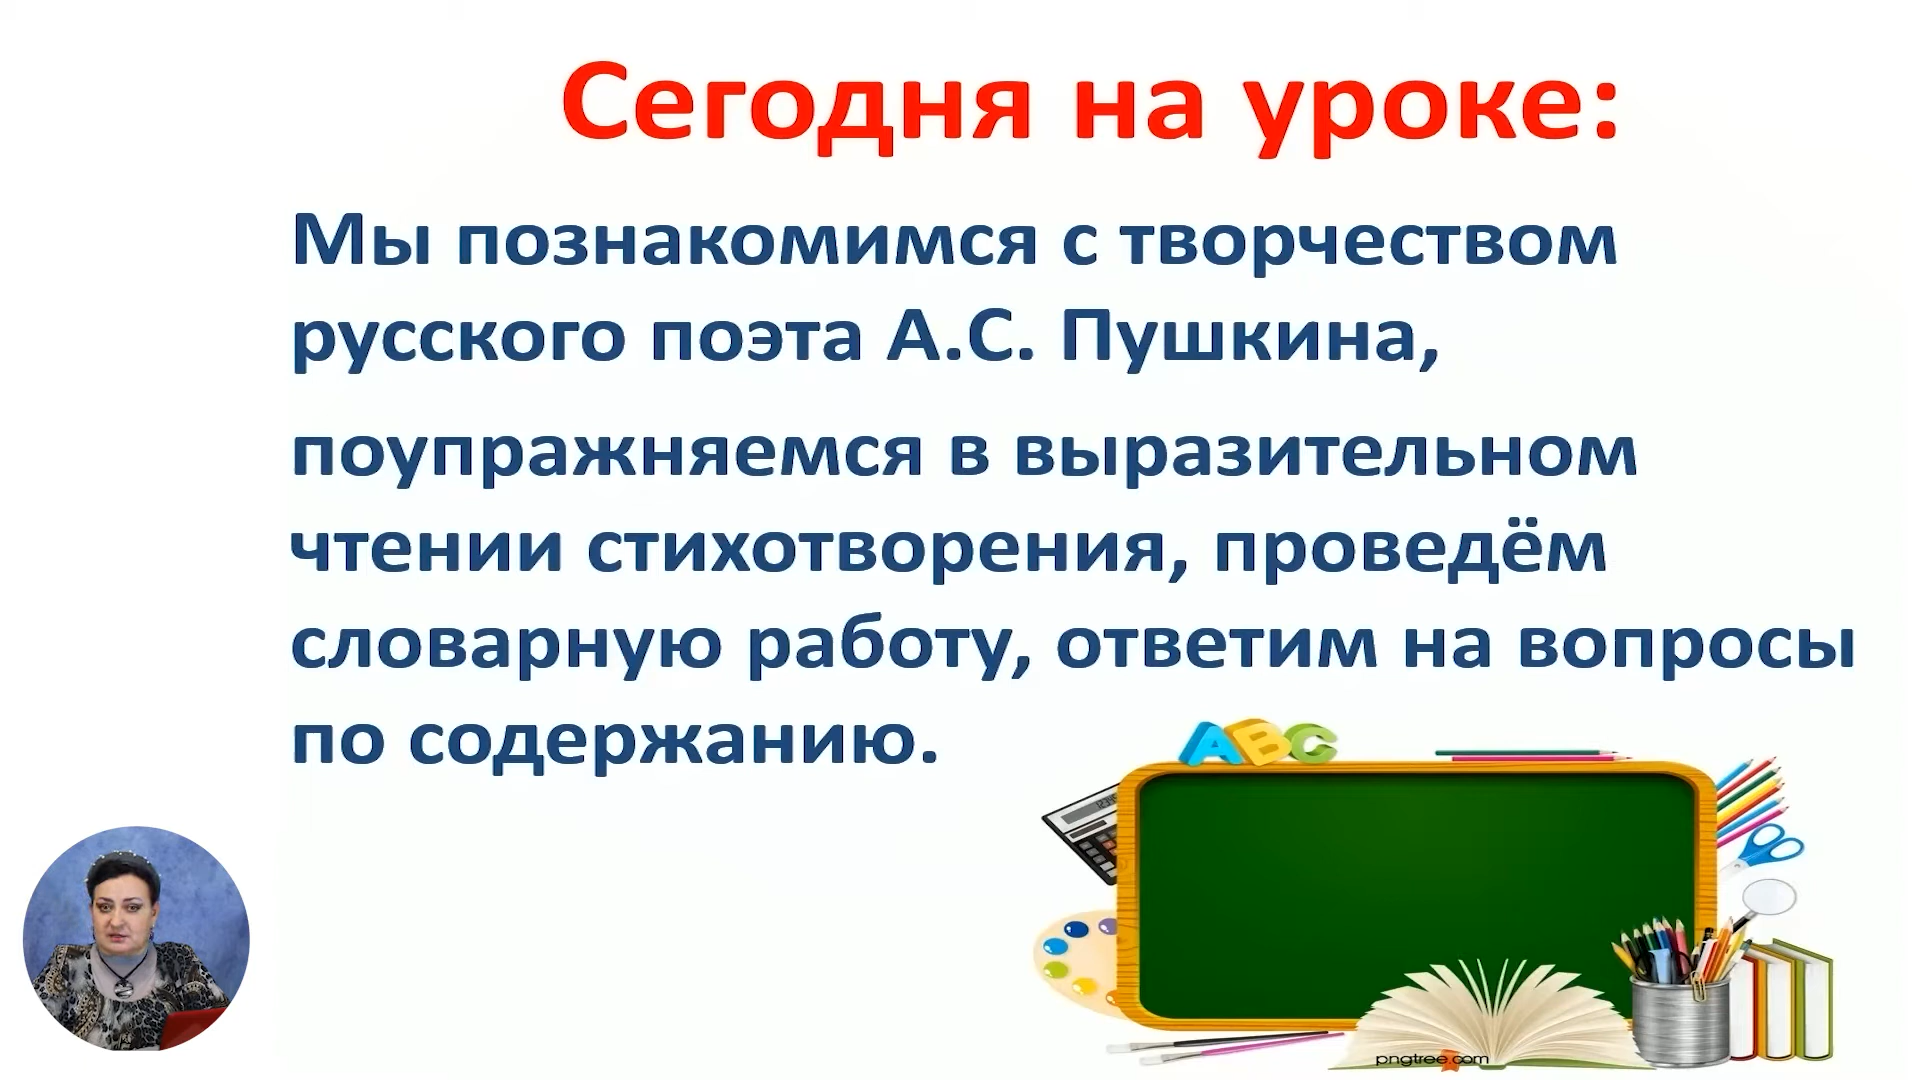 Сегодня на уроке:
Мы познакомимся с творчеством
русского поэта А.С. Пушкина,
поупражняемся в выразительном
чтении стихотворения, проведём
словарную работу, ответим на вопросы
по содержанию.
ABC
pngtree.com